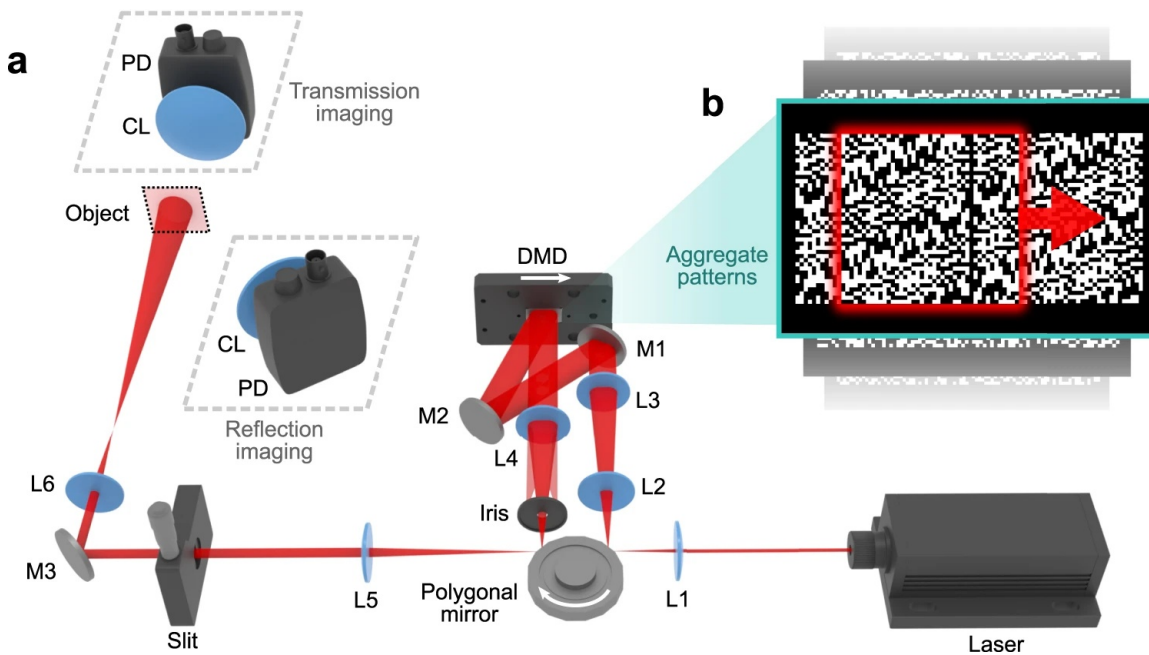 a
PD
CL
Transmission
imaging
Object
CL
PD
Reflection
imaging
DMD
M1
L3
M2
L4
L2
Iris
L6
M3
Slit
L5
Polygonal
mirror
L1
Laser
b
Aggregate
patterns